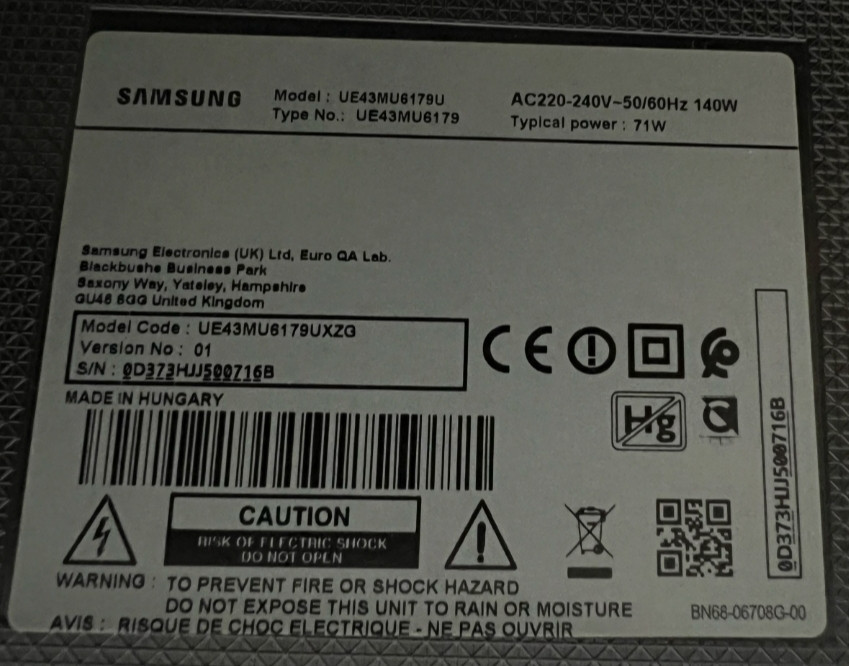 SAMSUNG
Model : UE43MU6179U
Type No.: UE43MU6179
AC220-240V~50/60Hz 140W
Typical power : 71W
Samsung Electronics (UK) Ltd, Euro QA Lab.
Blackbushe Business Park
Saxony Way, Yateley, Hampshire
GU46 6GG United Kingdom
Model Code : UE43MU6179UXZG
Version No : 01
S/N : 0D373HJJ500716B
MADE IN HUNGARY
CE
Hg
0D373HJJ500716B
CAUTION
RISK OF ELECTRIC SHOCK
DO NOT OPEN
WARNING : TO PREVENT FIRE OR SHOCK HAZARD
DO NOT EXPOSE THIS UNIT TO RAIN OR MOISTURE
BN68-06708G-00
AVIS : RISQUE DE CHOC ELECTRIQUE - NE PAS OUVRIR